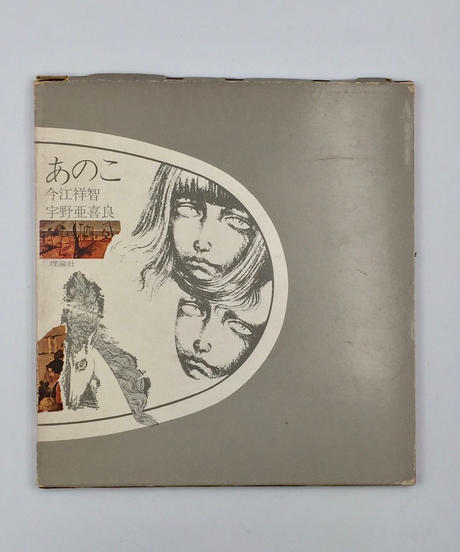 あのこ
今江祥智
宇野亜喜良
理論社